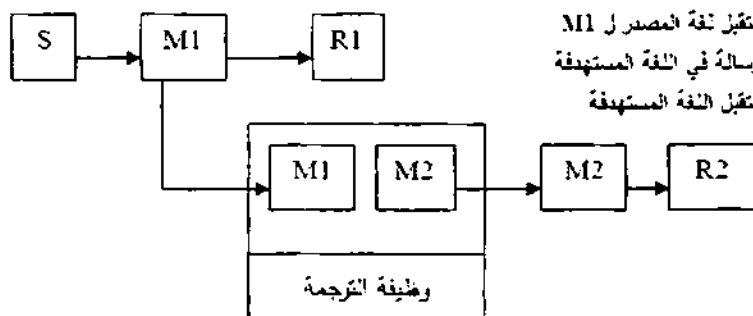 S M1 R1
تقبل لغة المصدر ل M1
سالة في اللغة المستهدفة
تقبل اللغة المستهدفة
M1 M2 M2 R2
وظيفة الترجمة